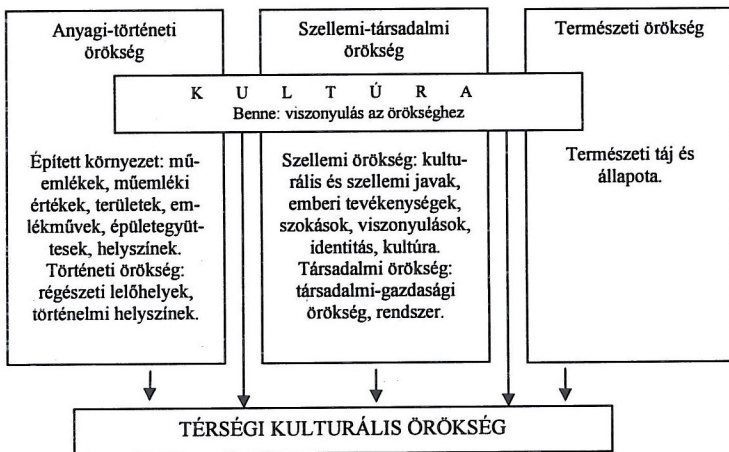 Anyagi-történeti
örökség
Szellemi-társadalmi
örökség
Természeti örökség
K U L T Ú R A
Benne: viszonyulás az örökséghez
Épített környezet: mű-
emlékek, műemléki
értékek, területek, em-
lékművek, épületegyüt-
tesek, helyszínek.
Történeti örökség:
régészeti lelőhelyek,
történelmi helyszínek.
Szellemi örökség: kultu-
rális és szellemi javak,
emberi tevékenységek,
szokások, viszonyulások,
identitás, kultúra.
Társadalmi örökség:
társadalmi-gazdasági
örökség, rendszer.
Természeti táj és
állapota.
TÉRSÉGI KULTURÁLIS ÖRÖKSÉG